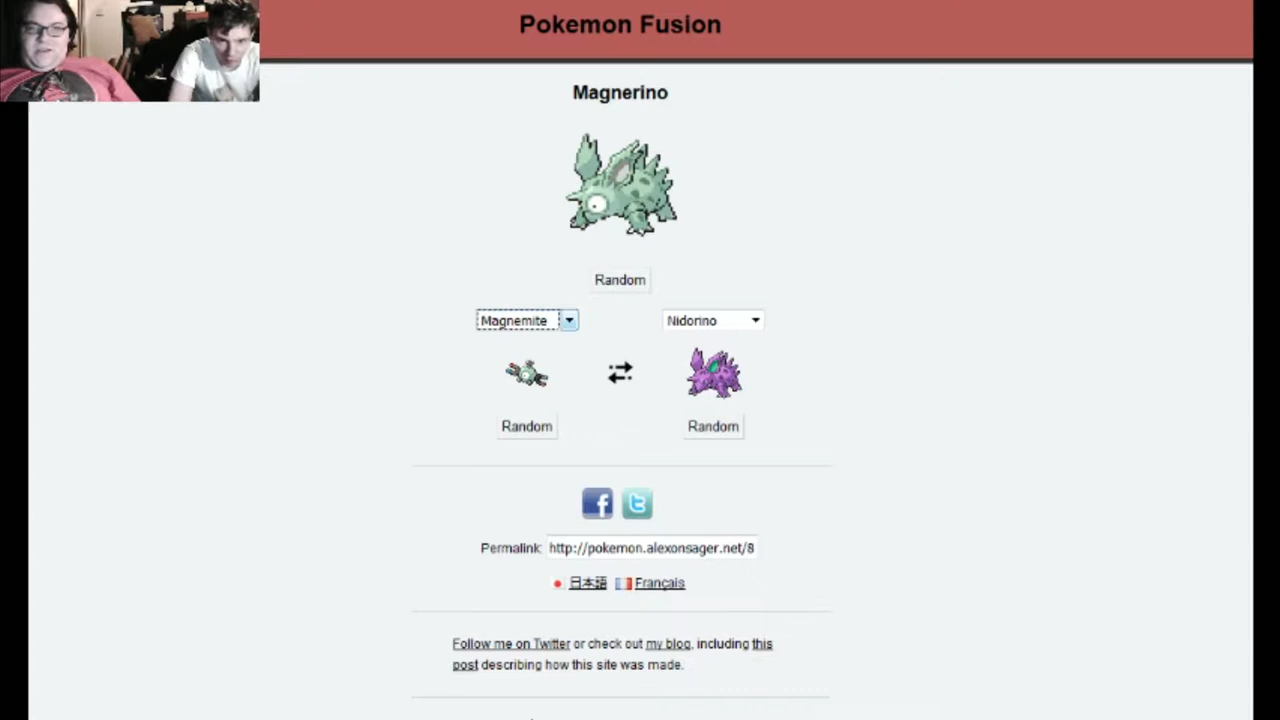 Pokemon Fusion
Magnerino
Random
Magnemite Nidorino
Random Random
f t
Permalink: http://pokemon.alexonsager.net/8
日本語 Français
Follow me on Twitter or check out my blog, including this
post describing how this site was made.